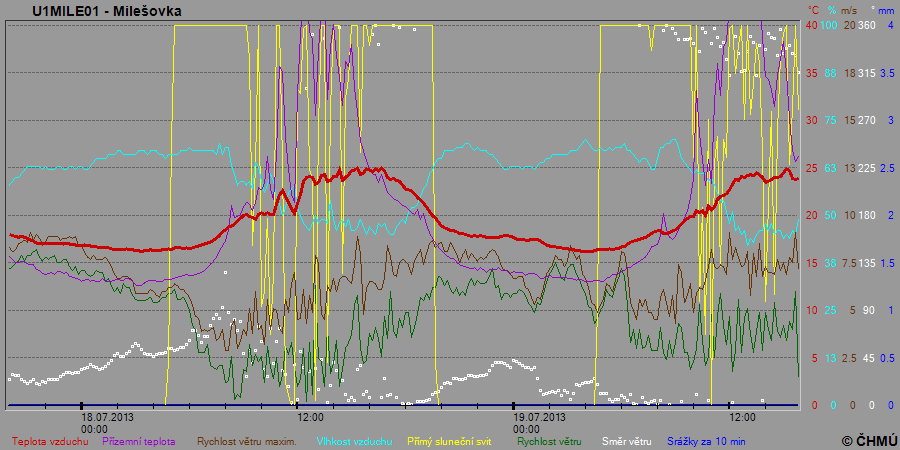 U1MILE01 - Milešovka
°C % m/s ° mm
40 100 20 360 4
35 88 18 315 3.5
30 75 15 270 3
25 63 13 225 2.5
20 50 10 180 2
15 38 7.5 135 1.5
10 25 5 90 1
5 13 2.5 45 0.5
0 0 0 0 0
18.07.2013 12:00 19.07.2013 12:00
00:00 00:00
Teplota vzduchu Přízemní teplota Rychlost větru maxim. Vlhkost vzduchu Přímý sluneční svit Rychlost větru Směr větru Srážky za 10 min © ČHMÚ